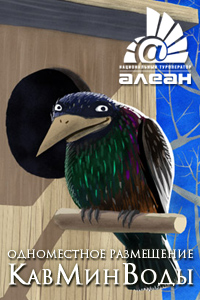 НАЦИОНАЛЬНЫЙ ТУРОПЕРАТОР
алеан
ОДНОМЕСТНОЕ РАЗМЕЩЕНИЕ
КавМинВоды